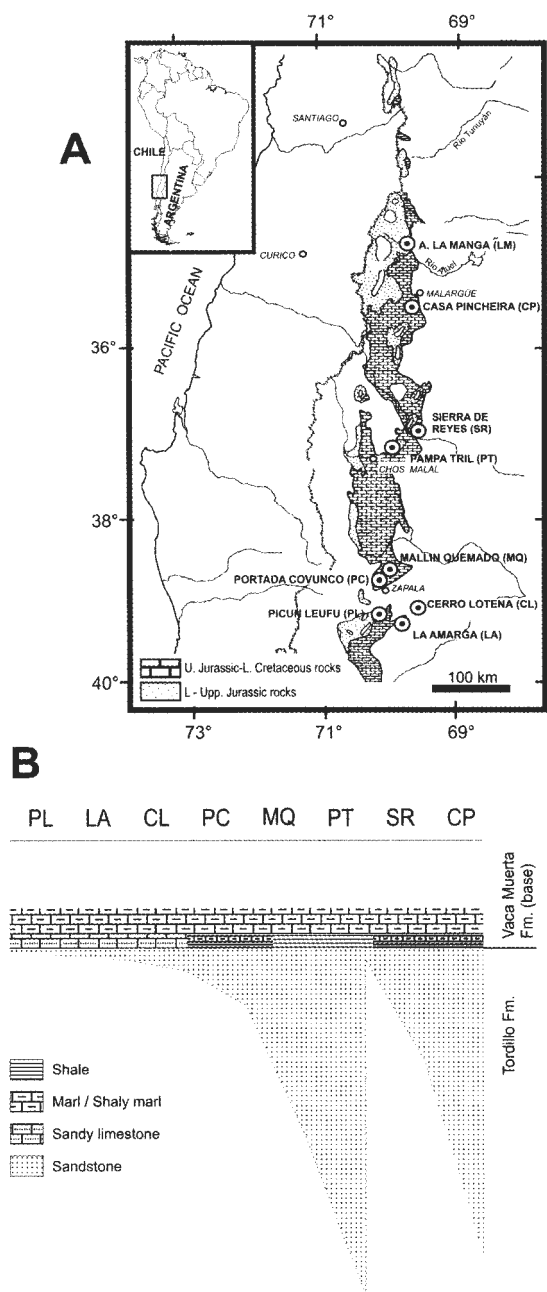 71°
69°
A
CHILE
ARGENTINA
SANTIAGO
Río Tunuyán
PACIFIC OCEAN
CURICO
A. LA MANGA (LM)
Río Atuel
MALARGÜE
CASA PINCHEIRA (CP)
36°
SIERRA DE
REYES (SR)
PAMPA TRIL (PT)
CHOS MALAL
38°
MALLIN QUEMADO (MQ)
PORTADA COVUNCO (PC)
ZAPALA
PICUN LEUFU (PL)
CERRO LOTENA (CL)
LA AMARGA (LA)
U. Jurassic-L. Cretaceous rocks
L - Upp. Jurassic rocks
100 km
40°
73°
71°
69°
B
PL LA CL PC MQ PT SR CP
Vaca Muerta
Fm. (base)
Tordillo Fm.
Shale
Marl / Shaly marl
Sandy limestone
Sandstone